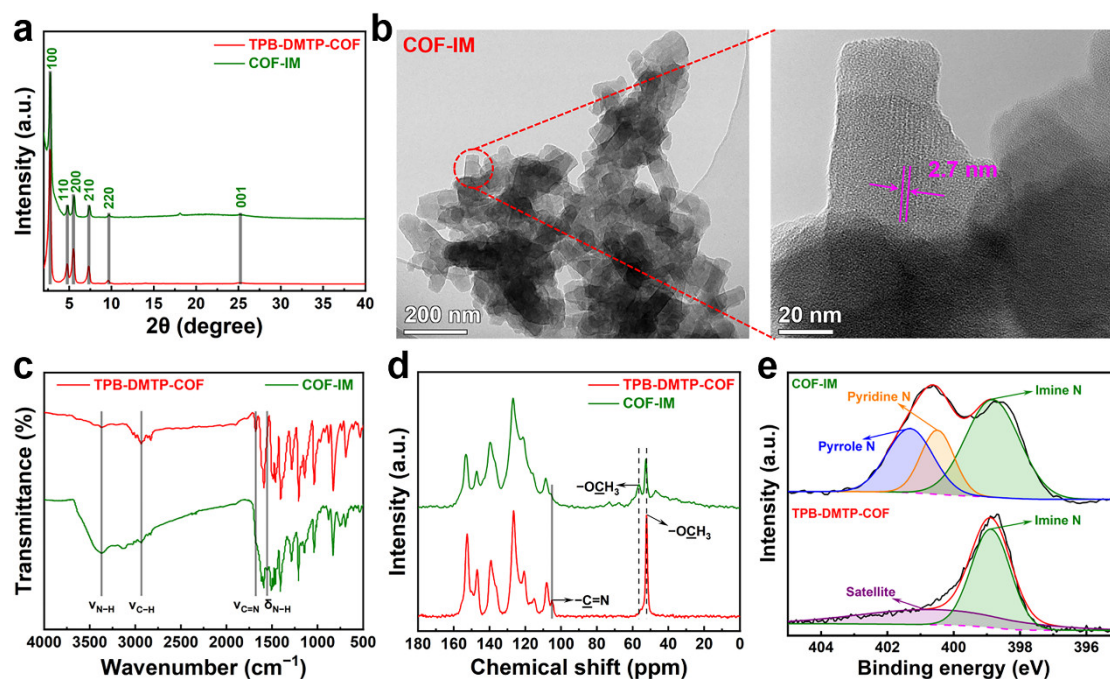 a
TPB-DMTP-COF
COF-IM
100
110
200
210
220
001
Intensity (a.u.)
5 10 15 20 25 30 35 40
2θ (degree)
b
COF-IM
200 nm
2.7 nm
20 nm
c
TPB-DMTP-COF
COF-IM
Transmittance (%)
νN−H
νC−H
νC=N
δN−H
4000 3500 3000 2500 2000 1500 1000 500
Wavenumber (cm−1)
d
TPB-DMTP-COF
COF-IM
Intensity (a.u.)
−OCH3
−OCH3
−C=N
180 160 140 120 100 80 60 40 20 0
Chemical shift (ppm)
e
COF-IM
Pyridine N
Imine N
Pyrrole N
TPB-DMTP-COF
Imine N
Satellite
Intensity (a.u.)
404 402 400 398 396
Binding energy (eV)